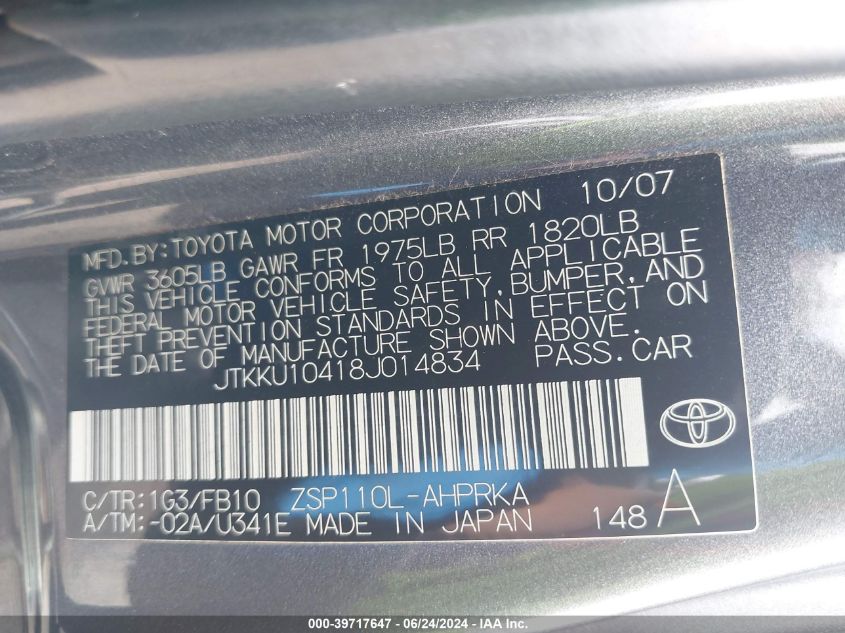 MFD.BY:TOYOTA MOTOR CORPORATION 10/07
GVWR 3605LB GAWR FR 1975LB RR 1820LB
THIS VEHICLE CONFORMS TO ALL APPLICABLE
FEDERAL MOTOR VEHICLE SAFETY,BUMPER,AND
THEFT PREVENTION STANDARDS IN EFFECT ON
THE DATE OF MANUFACTURE SHOWN ABOVE.
JTKKU10418J014834 PASS.CAR
C/TR:1G3/FB10 ZSP110L-AHPRKA
A/TM:-02A/U341E MADE IN JAPAN 148 A
000-39717647 / 06/24/2024 - IAA Inc.